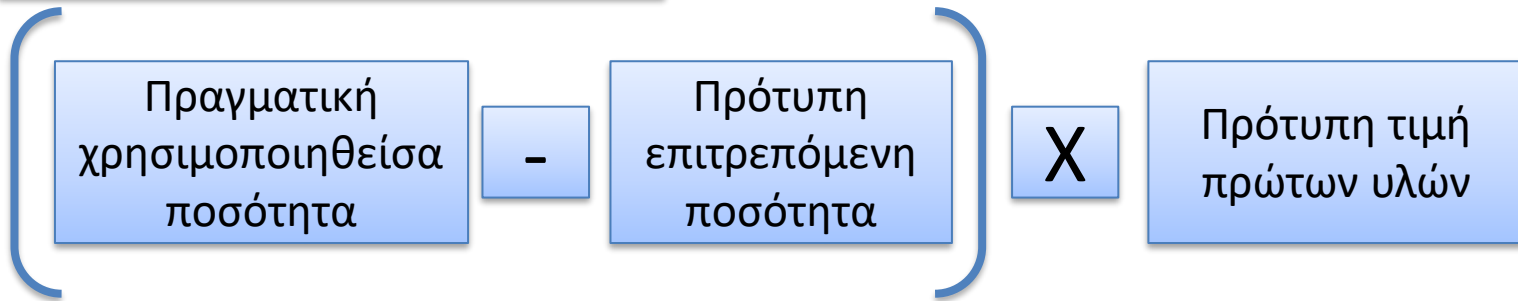 Πραγματική
χρησιμοποιηθείσα
ποσότητα
-
Πρότυπη
επιτρεπόμενη
ποσότητα
X
Πρότυπη τιμή
πρώτων υλών